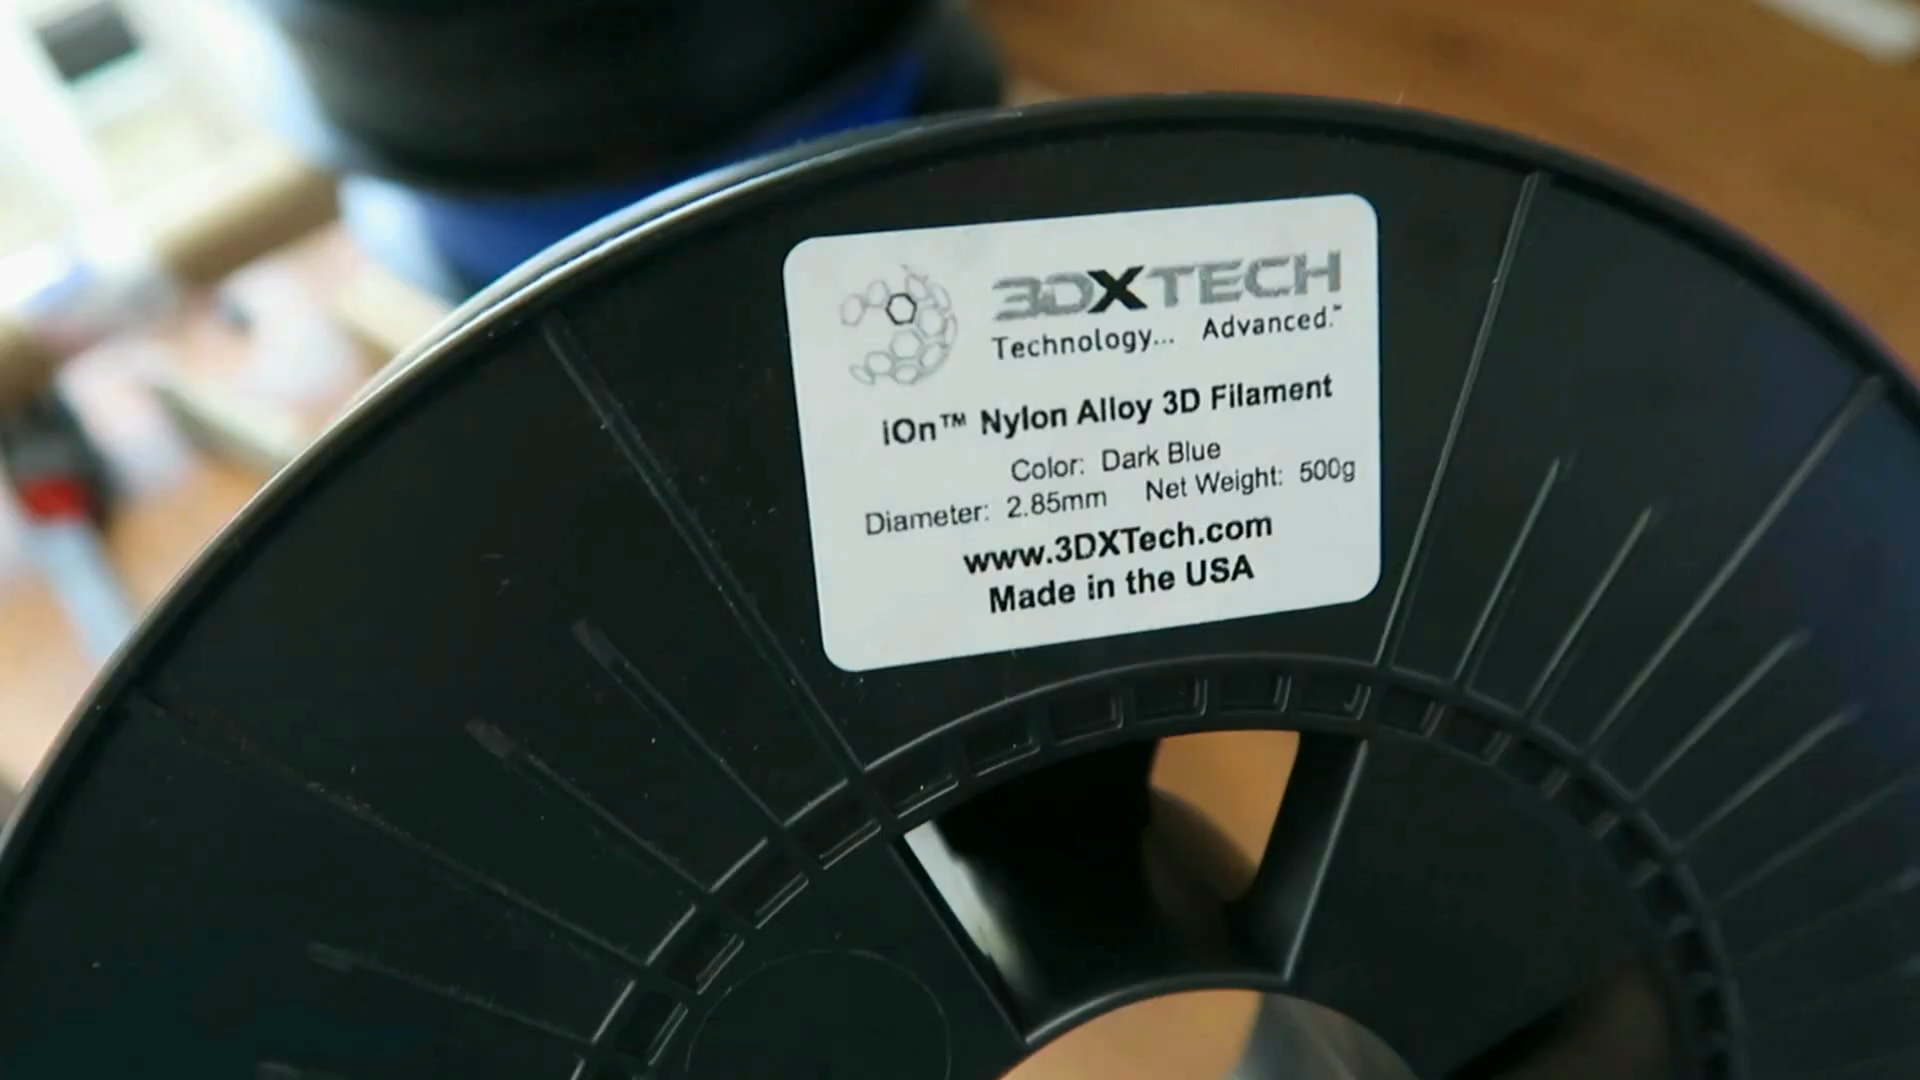 3DXTECH
Technology... Advanced.™
iOn™ Nylon Alloy 3D Filament
Color: Dark Blue
Diameter: 2.85mm Net Weight: 500g
www.3DXTech.com
Made in the USA